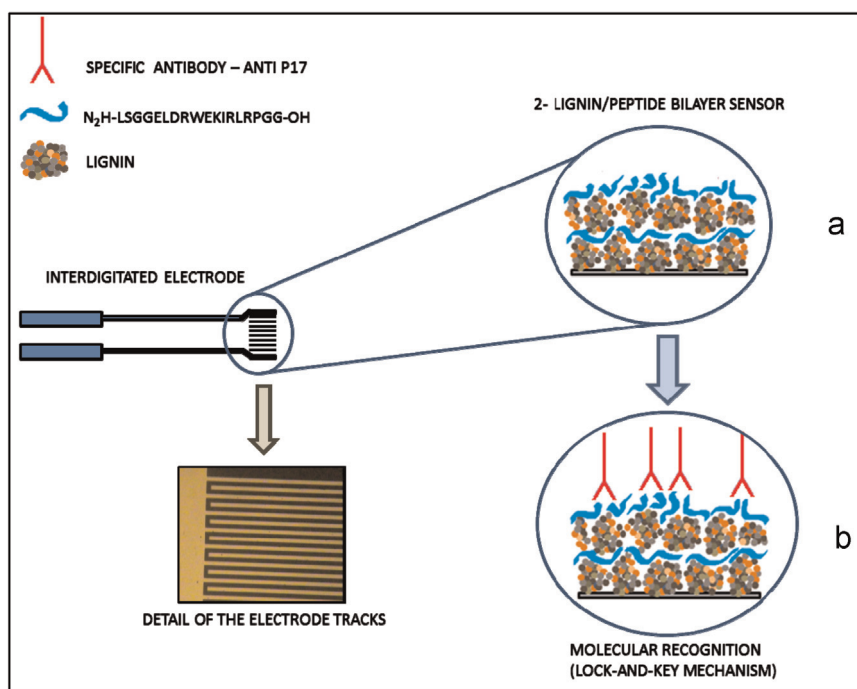 SPECIFIC ANTIBODY – ANTI P17
N₂H-LSGGELDRWEKIRLRPGG-OH
LIGNIN
2- LIGNIN/PEPTIDE BILAYER SENSOR
a
INTERDIGITATED ELECTRODE
b
DETAIL OF THE ELECTRODE TRACKS
MOLECULAR RECOGNITION
(LOCK-AND-KEY MECHANISM)